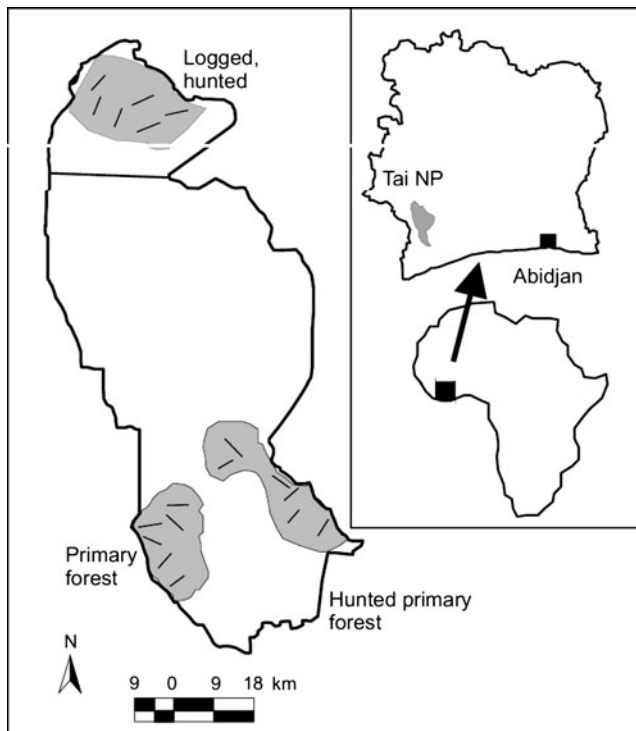 Logged,
hunted
Tai NP
Abidjan
Primary
forest
Hunted primary
forest
N
9 0 9 18 km